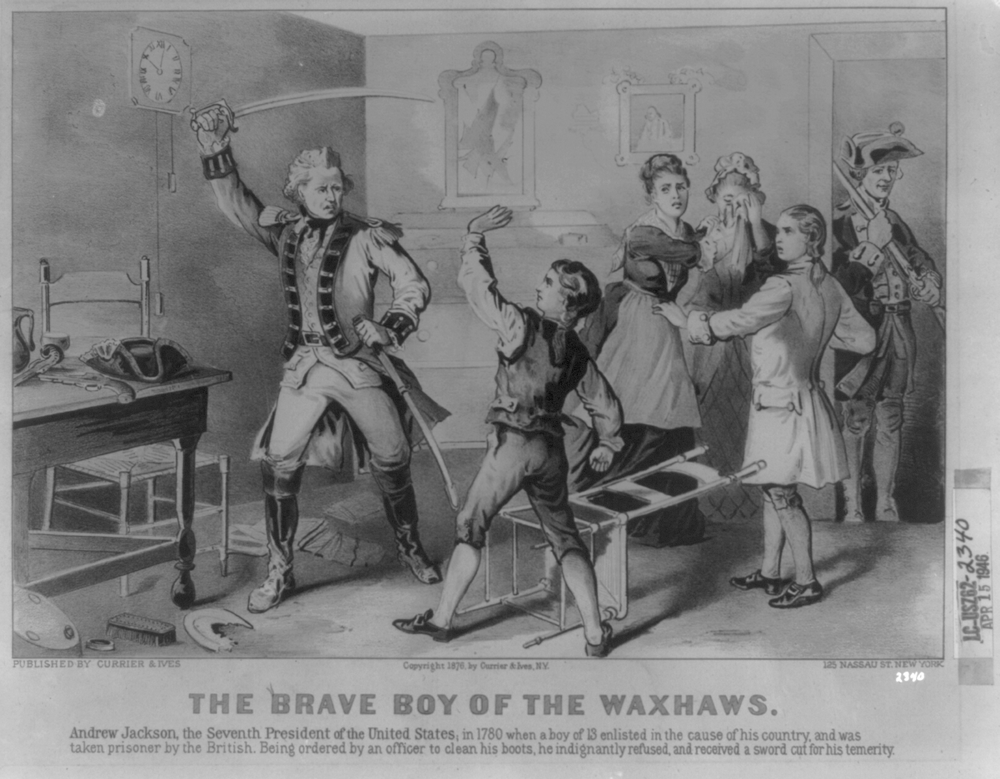 PUBLISHED BY CURRIER & IVES
Copyright 1876, by Currier & Ives, N.Y.
125 NASSAU ST. NEW YORK
2340
THE BRAVE BOY OF THE WAXHAWS.
Andrew Jackson, the Seventh President of the United States; in 1780 when a boy of 13 enlisted in the cause of his country, and was
taken prisoner by the British. Being ordered by an officer to clean his boots, he indignantly refused, and received a sword cut for his temerity.
LC-USZ62-2340
APR 15 1946